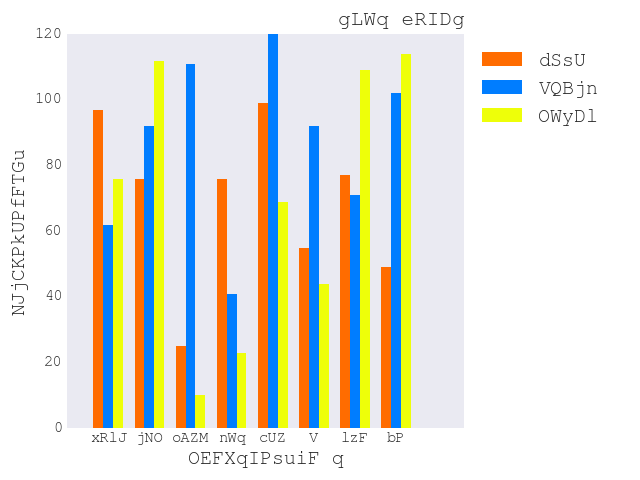 gLWq eRIDg
120
100
80
60
40
20
0
NJjCKPkUPfFTGu
xRlJ jNO oAZM nWq cUZ V lzF bP
OEFXqIPsuiF q
dSsU
VQBjn
OWyDl